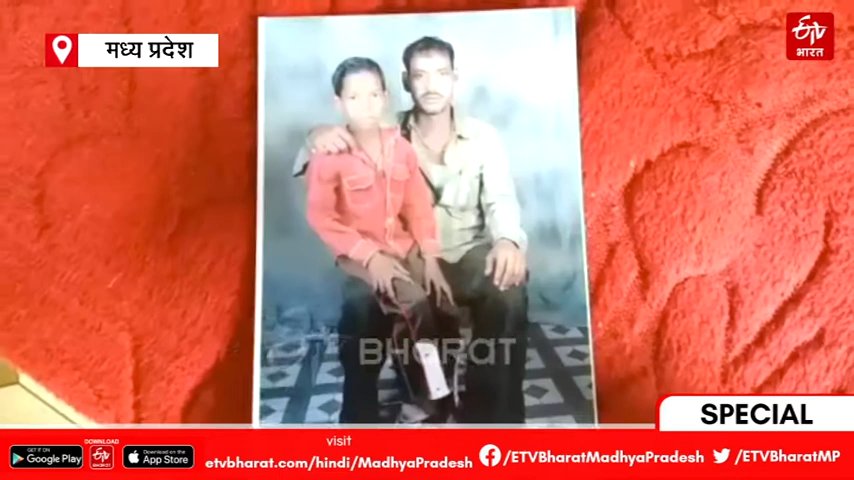 मध्य प्रदेश
etv
भारत
BHARAT
SPECIAL
GET IT ON
Google Play
DOWNLOAD
etv
BHARAT
Download on the
App Store
visit
etvbharat.com/hindi/MadhyaPradesh
/ETVBharatMadhyaPradesh
/ETVBharatMP